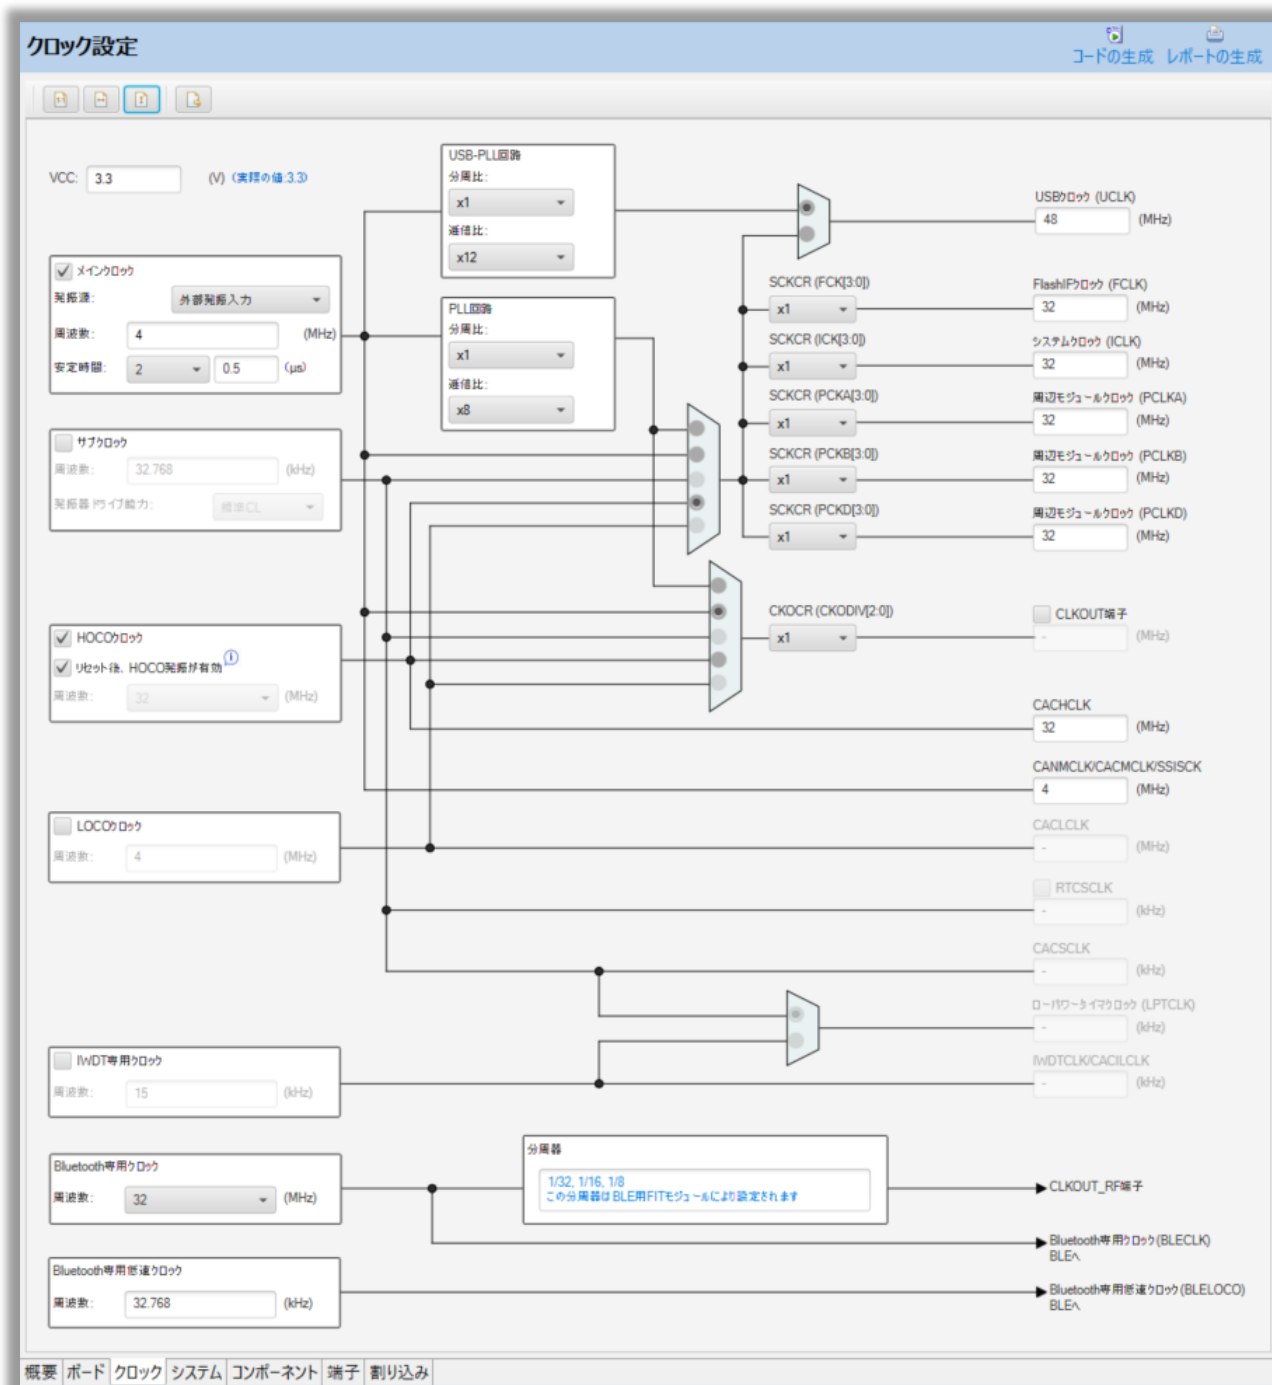 クロック設定
コードの生成 レポートの生成
VCC: 3.3 (V) (実際の値:3.3)
USB-PLL回路
分周比:
x1
逓倍比:
x12
USBクロック (UCLK)
48 (MHz)
メインクロック
発振源: 外部発振入力
周波数: 4 (MHz)
安定時間: 2 0.5 (μs)
PLL回路
分周比:
x1
逓倍比:
x8
SCKCR (FCK[3:0])
x1
FlashIFクロック (FCLK)
32 (MHz)
SCKCR (ICK[3:0])
x1
システムクロック (ICLK)
32 (MHz)
SCKCR (PCKA[3:0])
x1
周辺モジュールクロック (PCLKA)
32 (MHz)
SCKCR (PCKB[3:0])
x1
周辺モジュールクロック (PCLKB)
32 (MHz)
SCKCR (PCKD[3:0])
x1
周辺モジュールクロック (PCLKD)
32 (MHz)
サブクロック
周波数: 32.768 (kHz)
発振器ドライブ能力: 標準CL
HOCOクロック
リセット後、HOCO発振が有効
周波数: 32 (MHz)
CKOCR (CKODIV[2:0])
x1
CLKOUT端子
- (MHz)
CACHCLK
32 (MHz)
CANMCLK/CACMCLK/SSISCK
4 (MHz)
LOCOクロック
周波数: 4 (MHz)
CACLCLK
- (MHz)
RTCSCLK
- (kHz)
CACSCLK
- (kHz)
ローパワータイマクロック (LPTCLK)
- (kHz)
IWDT専用クロック
周波数: 15 (kHz)
IWDTCLK/CACILCLK
- (kHz)
Bluetooth専用クロック
周波数: 32 (MHz)
分周器
1/32, 1/16, 1/8
この分周器はBLE用FITモジュールにより設定されます
CLKOUT_RF端子
Bluetooth専用クロック(BLECLK)
BLEへ
Bluetooth専用低速クロック
周波数: 32.768 (kHz)
Bluetooth専用低速クロック(BLELOCO)
BLEへ
概要 ボード クロック システム コンポーネント 端子 割り込み